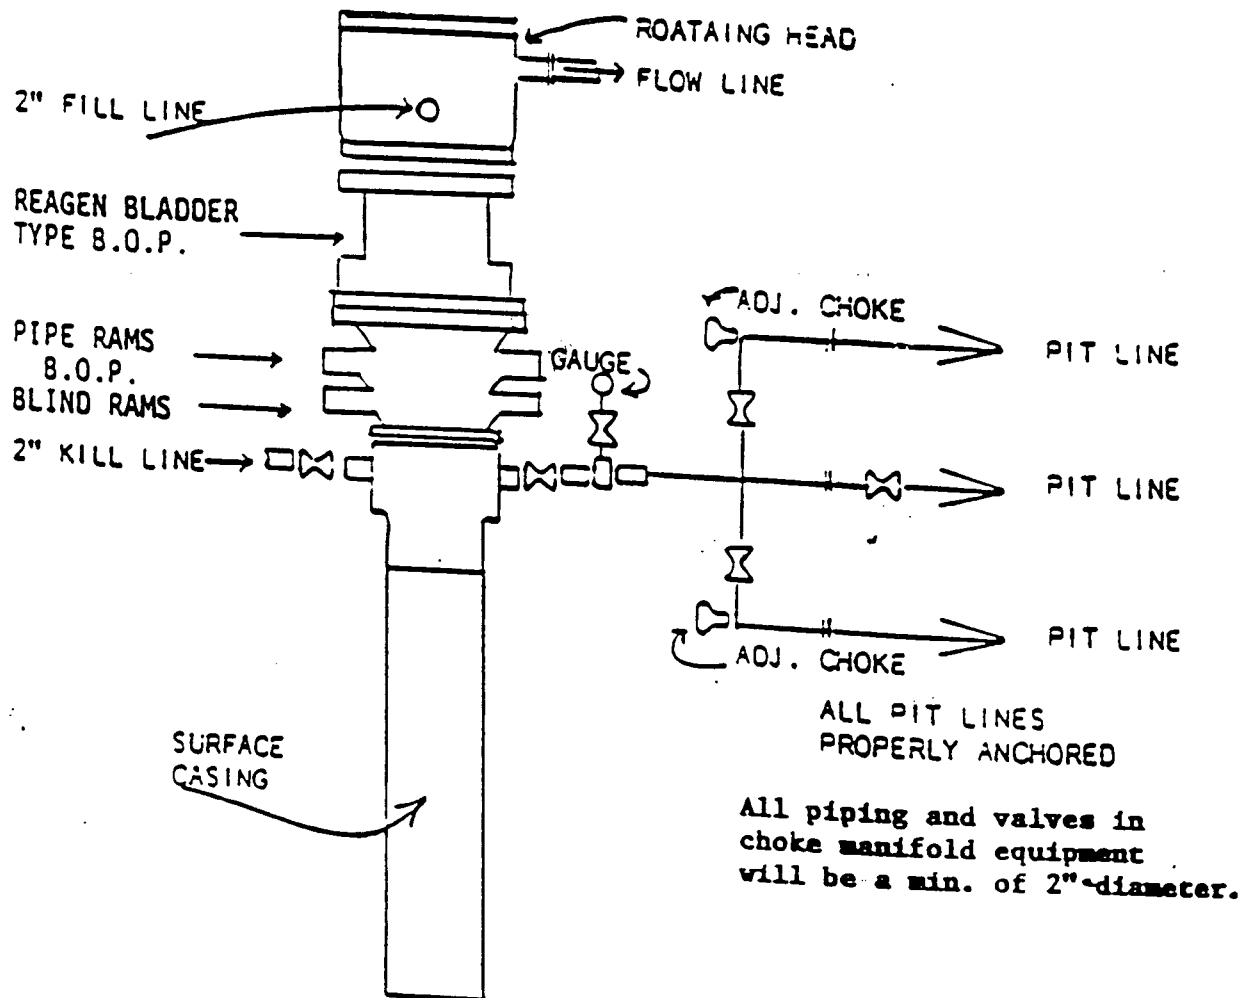 ROATAING HEAD
FLOW LINE
2" FILL LINE
REAGEN BLADDER
TYPE B.O.P.
ADJ. CHOKE
PIPE RAMS
B.O.P.
GAUGE
PIT LINE
BLIND RAMS
2" KILL LINE
PIT LINE
PIT LINE
ADJ. CHOKE
ALL PIT LINES
PROPERLY ANCHORED
SURFACE
CASING
All piping and valves in
choke manifold equipment
will be a min. of 2" diameter.